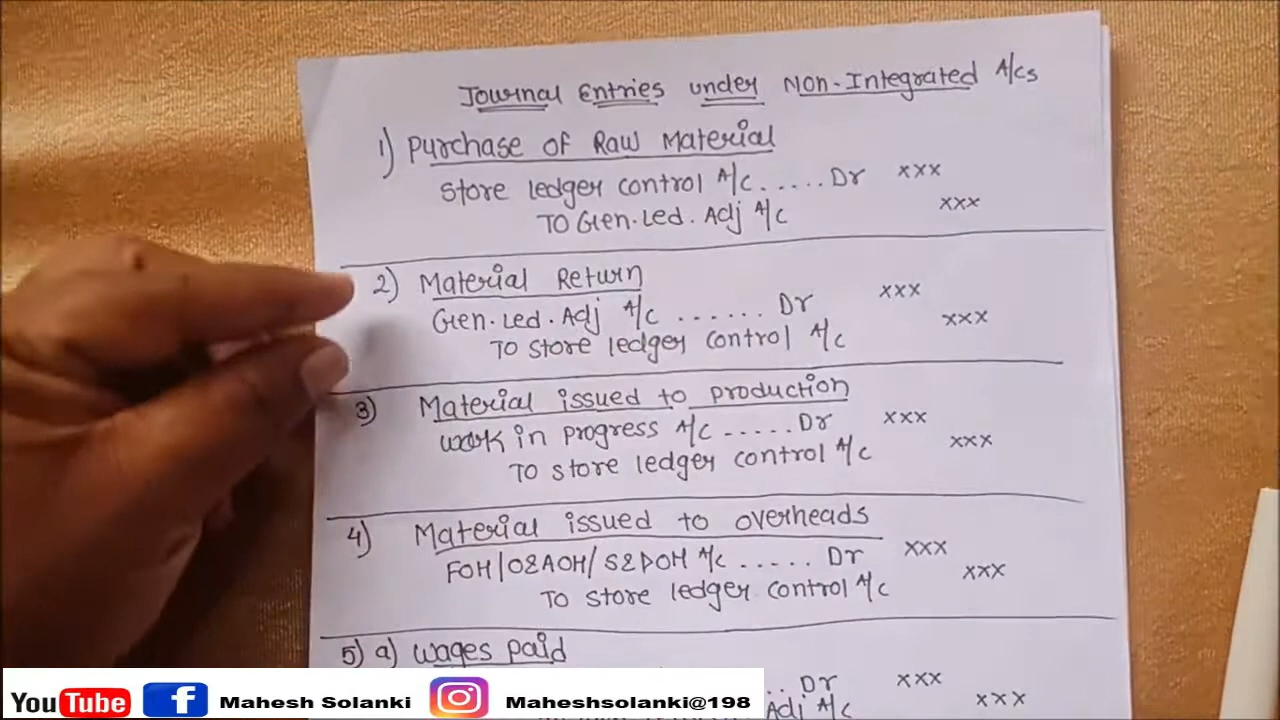 Journal Entries under Non-Integrated A/cs
1) Purchase of Raw Material
Store ledger control A/c.....Dr xxx
To Gen.Led.Adj A/c xxx
2) Material Return
Gen.Led.Adj A/c ...... Dr xxx
To store ledger control A/c xxx
3) Material issued to production
work in progress A/c .....Dr xxx
To store ledger control A/c xxx
4) Material issued to overheads
FOH/O&AOH/S&DOH A/c ..... Dr xxx
To store ledger control A/c xxx
5) a) wages paid
.. Dr xxx
Adj A/c xxx
YouTube Mahesh Solanki Maheshsolanki@198